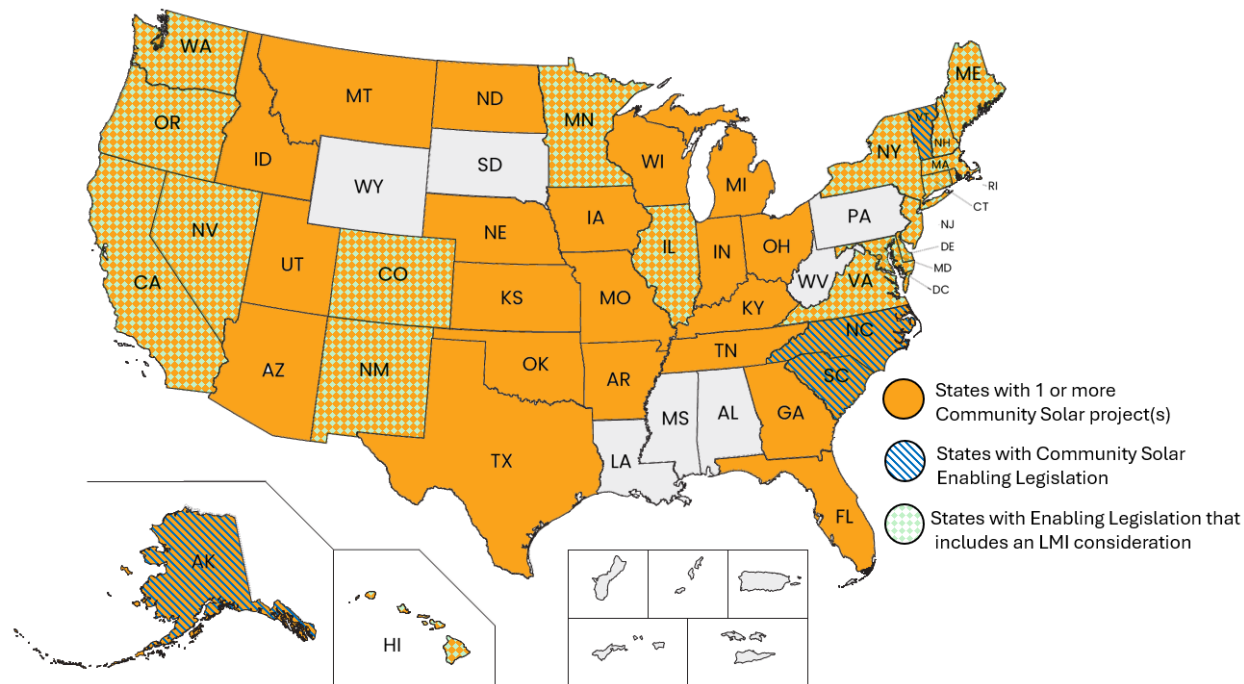 WA
ME
MT
ND
VT
OR
MN
NH
NY
ID
WI
MA
SD
MI
RI
WY
CT
PA
IA
NJ
NE
NV
OH
IL
IN
DE
UT
CO
MD
CA
WV
VA
DC
KS
MO
KY
NC
TN
OK
AZ
NM
AR
SC
States with 1 or more
Community Solar project(s)
MS
AL
GA
TX
LA
States with Community Solar
Enabling Legislation
FL
States with Enabling Legislation that
includes an LMI consideration
AK
HI